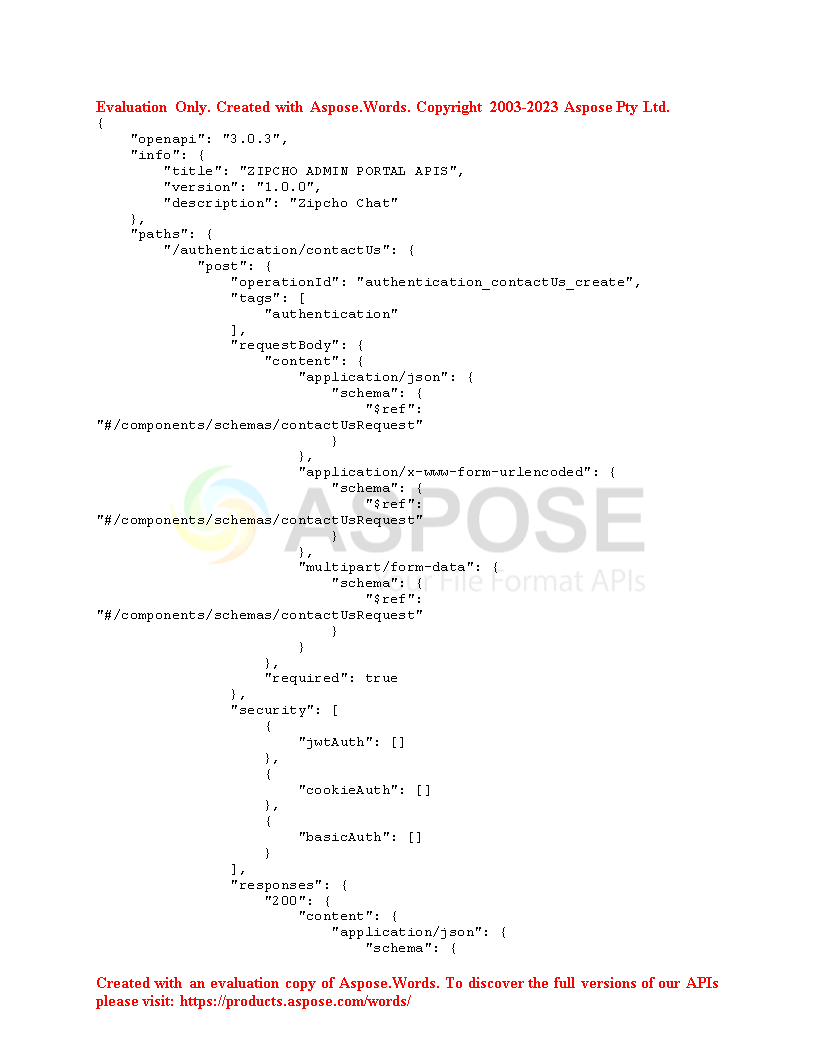 Evaluation Only. Created with Aspose.Words. Copyright 2003-2023 Aspose Pty Ltd.
{
    "openapi": "3.0.3",
    "info": {
        "title": "ZIPCHO ADMIN PORTAL APIS",
        "version": "1.0.0",
        "description": "Zipcho Chat"
    },
    "paths": {
        "/authentication/contactUs": {
            "post": {
                "operationId": "authentication_contactUs_create",
                "tags": [
                    "authentication"
                ],
                "requestBody": {
                    "content": {
                        "application/json": {
                            "schema": {
                                "$ref":
"#/components/schemas/contactUsRequest"
                            }
                        },
                        "application/x-www-form-urlencoded": {
                            "schema": {
                                "$ref":
"#/components/schemas/contactUsRequest"
                            }
                        },
                        "multipart/form-data": {
                            "schema": {
                                "$ref":
"#/components/schemas/contactUsRequest"
                            }
                        }
                    },
                    "required": true
                },
                "security": [
                    {
                        "jwtAuth": []
                    },
                    {
                        "cookieAuth": []
                    },
                    {
                        "basicAuth": []
                    }
                ],
                "responses": {
                    "200": {
                        "content": {
                            "application/json": {
                                "schema": {
ASPOSE
File Format APIs
Created with an evaluation copy of Aspose.Words. To discover the full versions of our APIs
please visit: https://products.aspose.com/words/